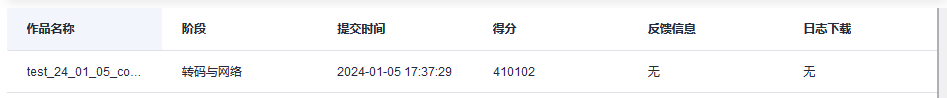 作品名称 阶段 提交时间 得分 反馈信息 日志下载
test_24_01_05_co... 转码与网络 2024-01-05 17:37:29 410102 无 无